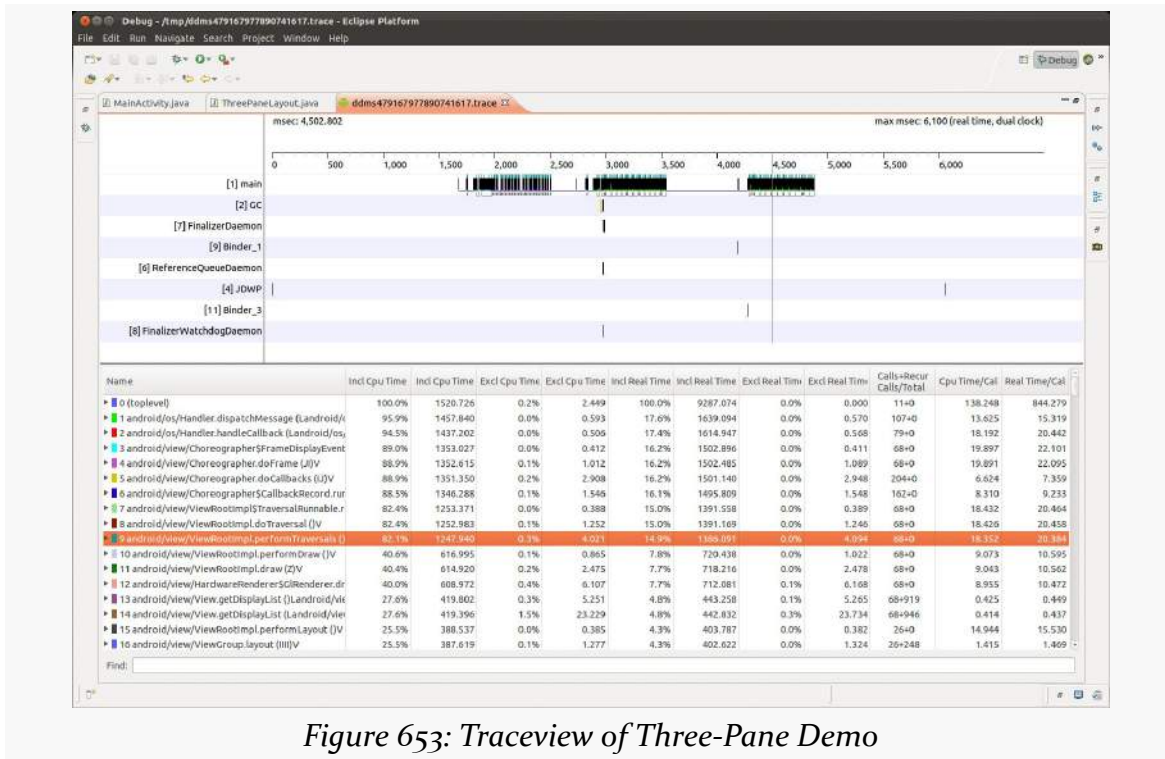 Debug - /tmp/ddms479167977890741617.trace - Eclipse Platform
File Edit Run Navigate Search Project Window Help
Debug
MainActivity.java ThreePaneLayout.java ddms479167977890741617.trace
msec: 4,502.802 max msec: 6,100 (real time, dual clock)
0 500 1,000 1,500 2,000 2,500 3,000 3,500 4,000 4,500 5,000 5,500 6,000
[1] main
[2] GC
[7] FinalizerDaemon
[9] Binder_1
[6] ReferenceQueueDaemon
[4] JDWP
[11] Binder_3
[8] FinalizerWatchdogDaemon
Name Incl Cpu Time Incl Cpu Time Excl Cpu Time Excl Cpu Time Incl Real Time Incl Real Time Excl Real Time Excl Real Time Calls+Recur Calls/Total Cpu Time/Cal Real Time/Cal
0 (toplevel) 100.0% 1520.726 0.2% 2.449 100.0% 9287.074 0.0% 0.000 11+0 138.248 844.279
1 android/os/Handler.dispatchMessage (Landroid/c 95.9% 1457.840 0.0% 0.593 17.6% 1639.094 0.0% 0.570 107+0 13.625 15.319
2 android/os/Handler.handleCallback (Landroid/os, 94.5% 1437.202 0.0% 0.506 17.4% 1614.947 0.0% 0.568 79+0 18.192 20.442
3 android/view/Choreographer$FrameDisplayEvent 89.0% 1353.027 0.0% 0.412 16.2% 1502.896 0.0% 0.411 68+0 19.897 22.101
4 android/view/Choreographer.doFrame (JI)V 88.9% 1352.615 0.1% 1.012 16.2% 1502.485 0.0% 1.089 68+0 19.891 22.095
5 android/view/Choreographer.doCallbacks (IJ)V 88.9% 1351.350 0.2% 2.908 16.2% 1501.140 0.0% 2.948 204+0 6.624 7.359
6 android/view/Choreographer$CallbackRecord.rur 88.5% 1346.288 0.1% 1.546 16.1% 1495.809 0.0% 1.548 162+0 8.310 9.233
7 android/view/ViewRootImpl$TraversalRunnable.r 82.4% 1253.371 0.0% 0.388 15.0% 1391.558 0.0% 0.389 68+0 18.432 20.464
8 android/view/ViewRootImpl.doTraversal ()V 82.4% 1252.983 0.1% 1.252 15.0% 1391.169 0.0% 1.246 68+0 18.426 20.458
9 android/view/ViewRootImpl.performTraversals () 82.1% 1247.940 0.3% 4.021 14.9% 1386.091 0.0% 4.094 68+0 18.352 20.384
10 android/view/ViewRootImpl.performDraw ()V 40.6% 616.995 0.1% 0.865 7.8% 720.438 0.0% 1.022 68+0 9.073 10.595
11 android/view/ViewRootImpl.draw (Z)V 40.4% 614.920 0.2% 2.475 7.7% 718.216 0.0% 2.478 68+0 9.043 10.562
12 android/view/HardwareRenderer$GlRenderer.dr 40.0% 608.972 0.4% 6.107 7.7% 712.081 0.1% 6.168 68+0 8.955 10.472
13 android/view/View.getDisplayList ()Landroid/vie 27.6% 419.802 0.3% 5.251 4.8% 443.258 0.1% 5.265 68+919 0.425 0.449
14 android/view/View.getDisplayList (Landroid/viev 27.6% 419.396 1.5% 23.229 4.8% 442.832 0.3% 23.734 68+946 0.414 0.437
15 android/view/ViewRootImpl.performLayout ()V 25.5% 388.537 0.0% 0.385 4.3% 403.787 0.0% 0.382 26+0 14.944 15.530
16 android/view/ViewGroup.layout (IIII)V 25.5% 387.619 0.1% 1.277 4.3% 402.622 0.0% 1.324 26+248 1.415 1.469
Find:
Figure 653: Traceview of Three-Pane Demo